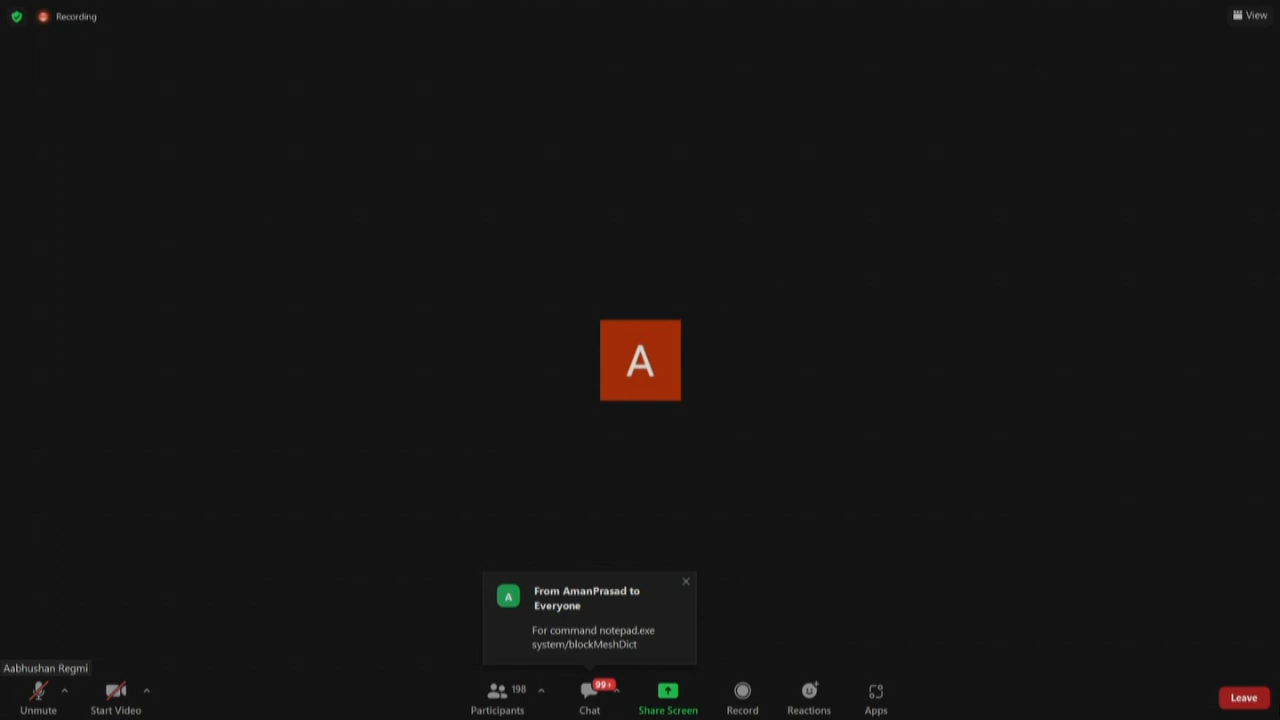 Recording
View
A
A
From AmanPrasad to
Everyone
For command notepad.exe
system/blockMeshDict
Aabhushan Regmi
Unmute
Start Video
198
Participants
99+
Chat
Share Screen
Record
Reactions
Apps
Leave